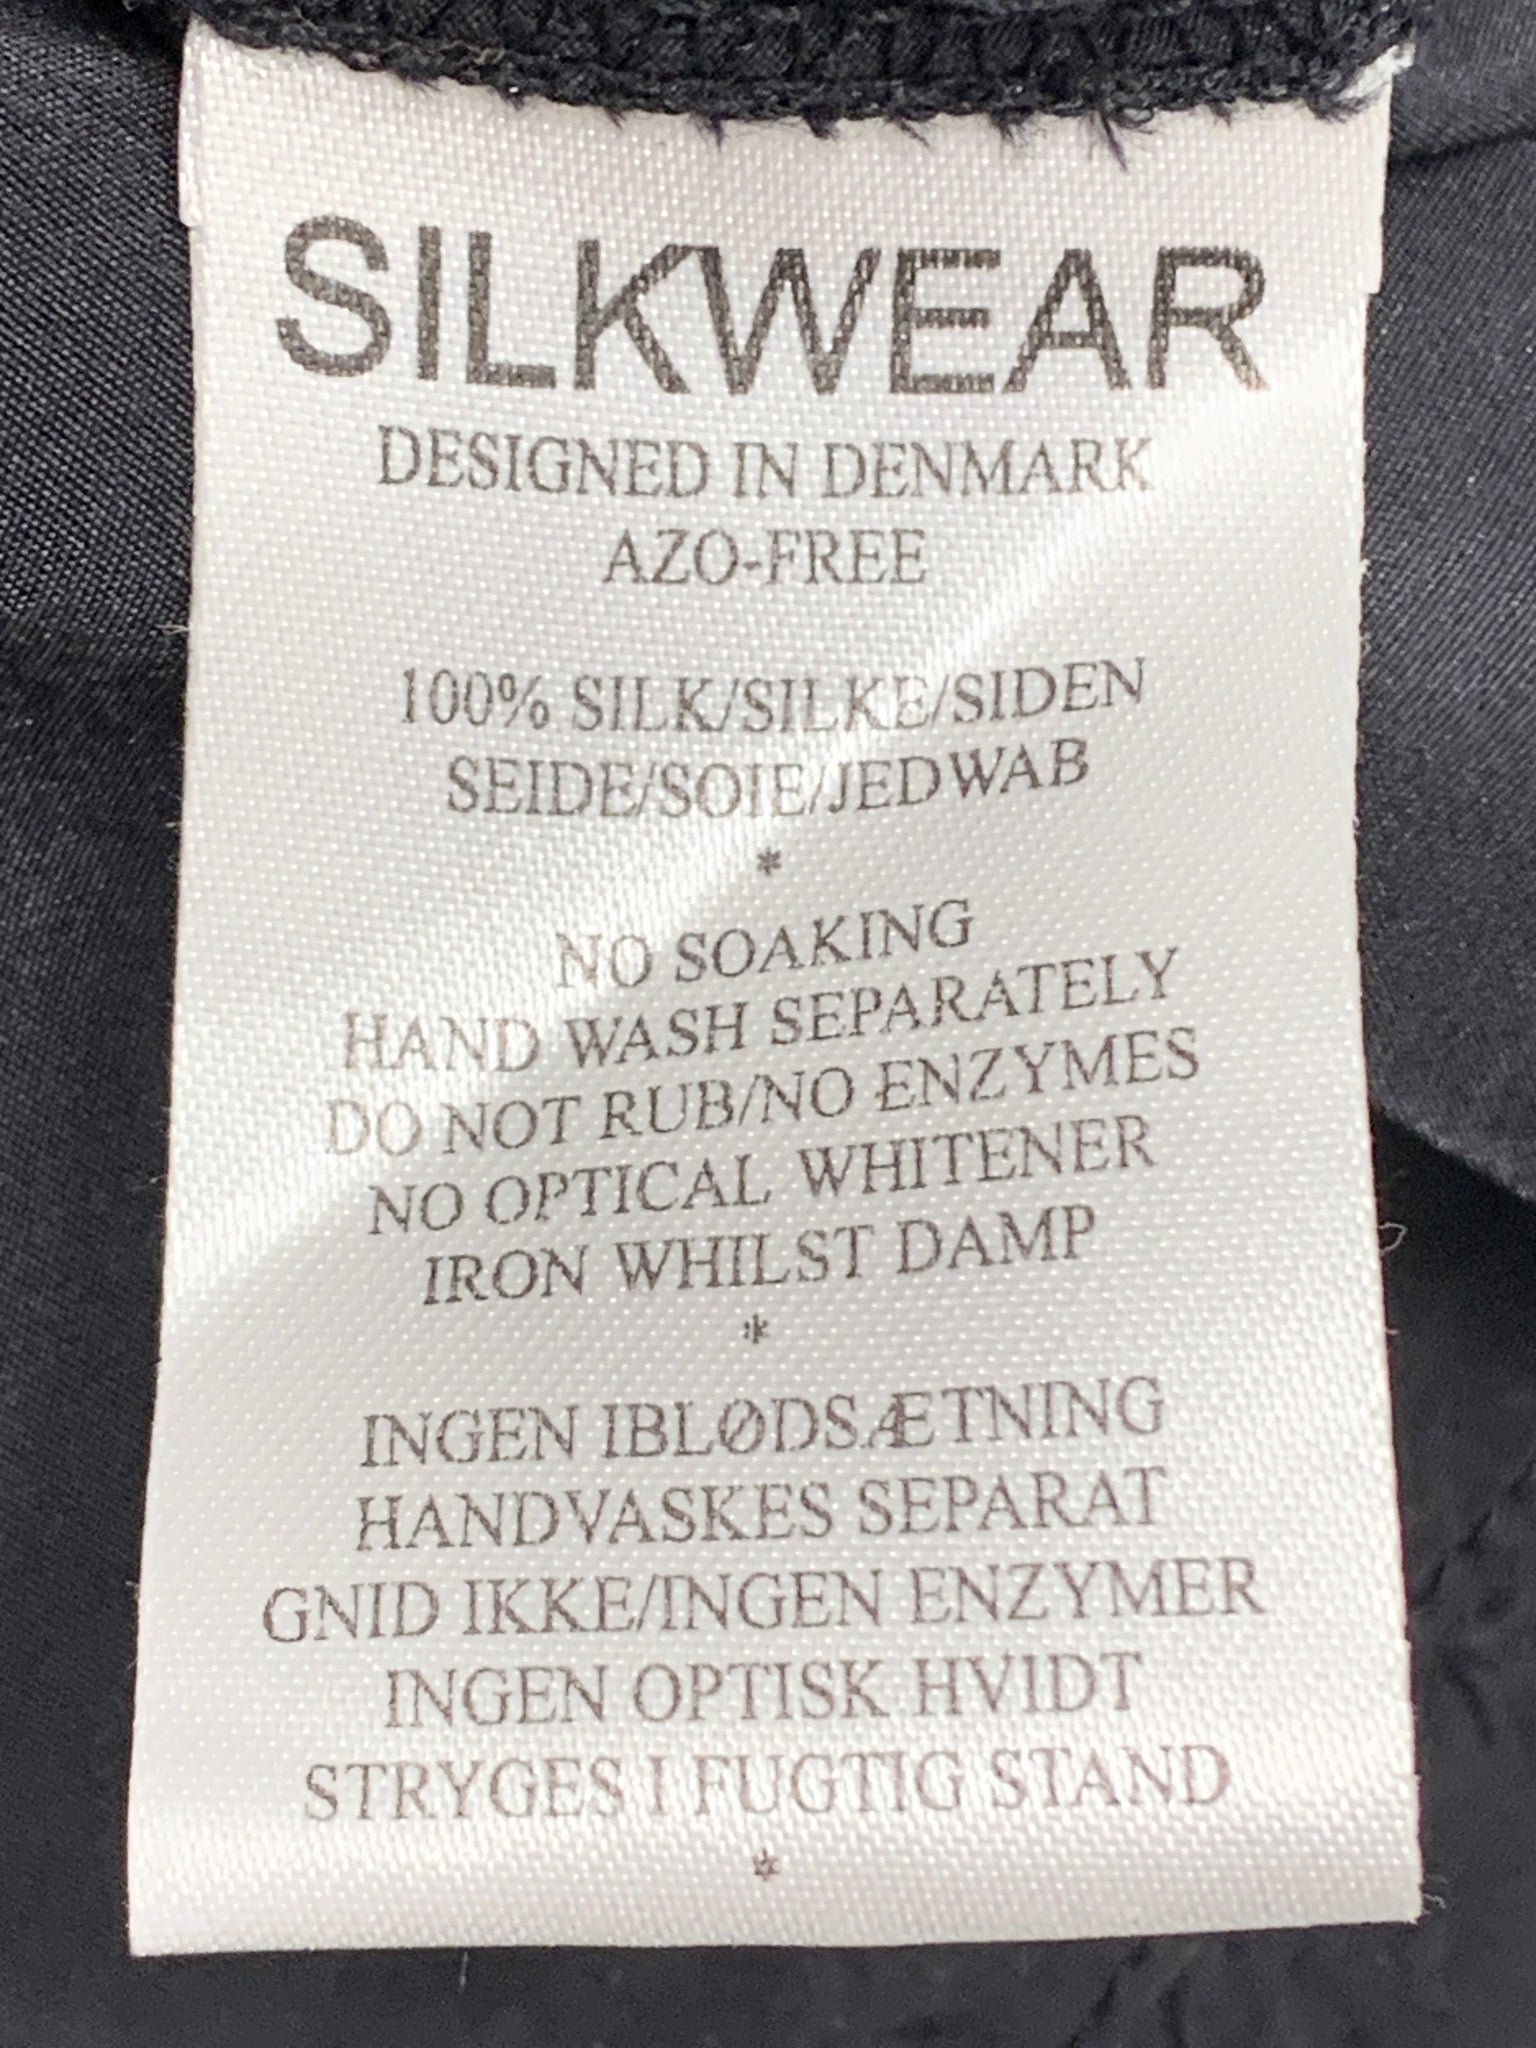 SILKWEAR
DESIGNED IN DENMARK
AZO-FREE
100% SILK/SILKE/SIDEN
SEIDE/SOIE/JEDWAB
*
NO SOAKING
HAND WASH SEPARATELY
DO NOT RUB/NO ENZYMES
NO OPTICAL WHITENER
IRON WHILST DAMP
*
INGEN IBLØDSÆTNING
HANDVASKES SEPARAT
GNID IKKE/INGEN ENZYMER
INGEN OPTISK HVIDT
STRYGES I FUGTIG STAND
*